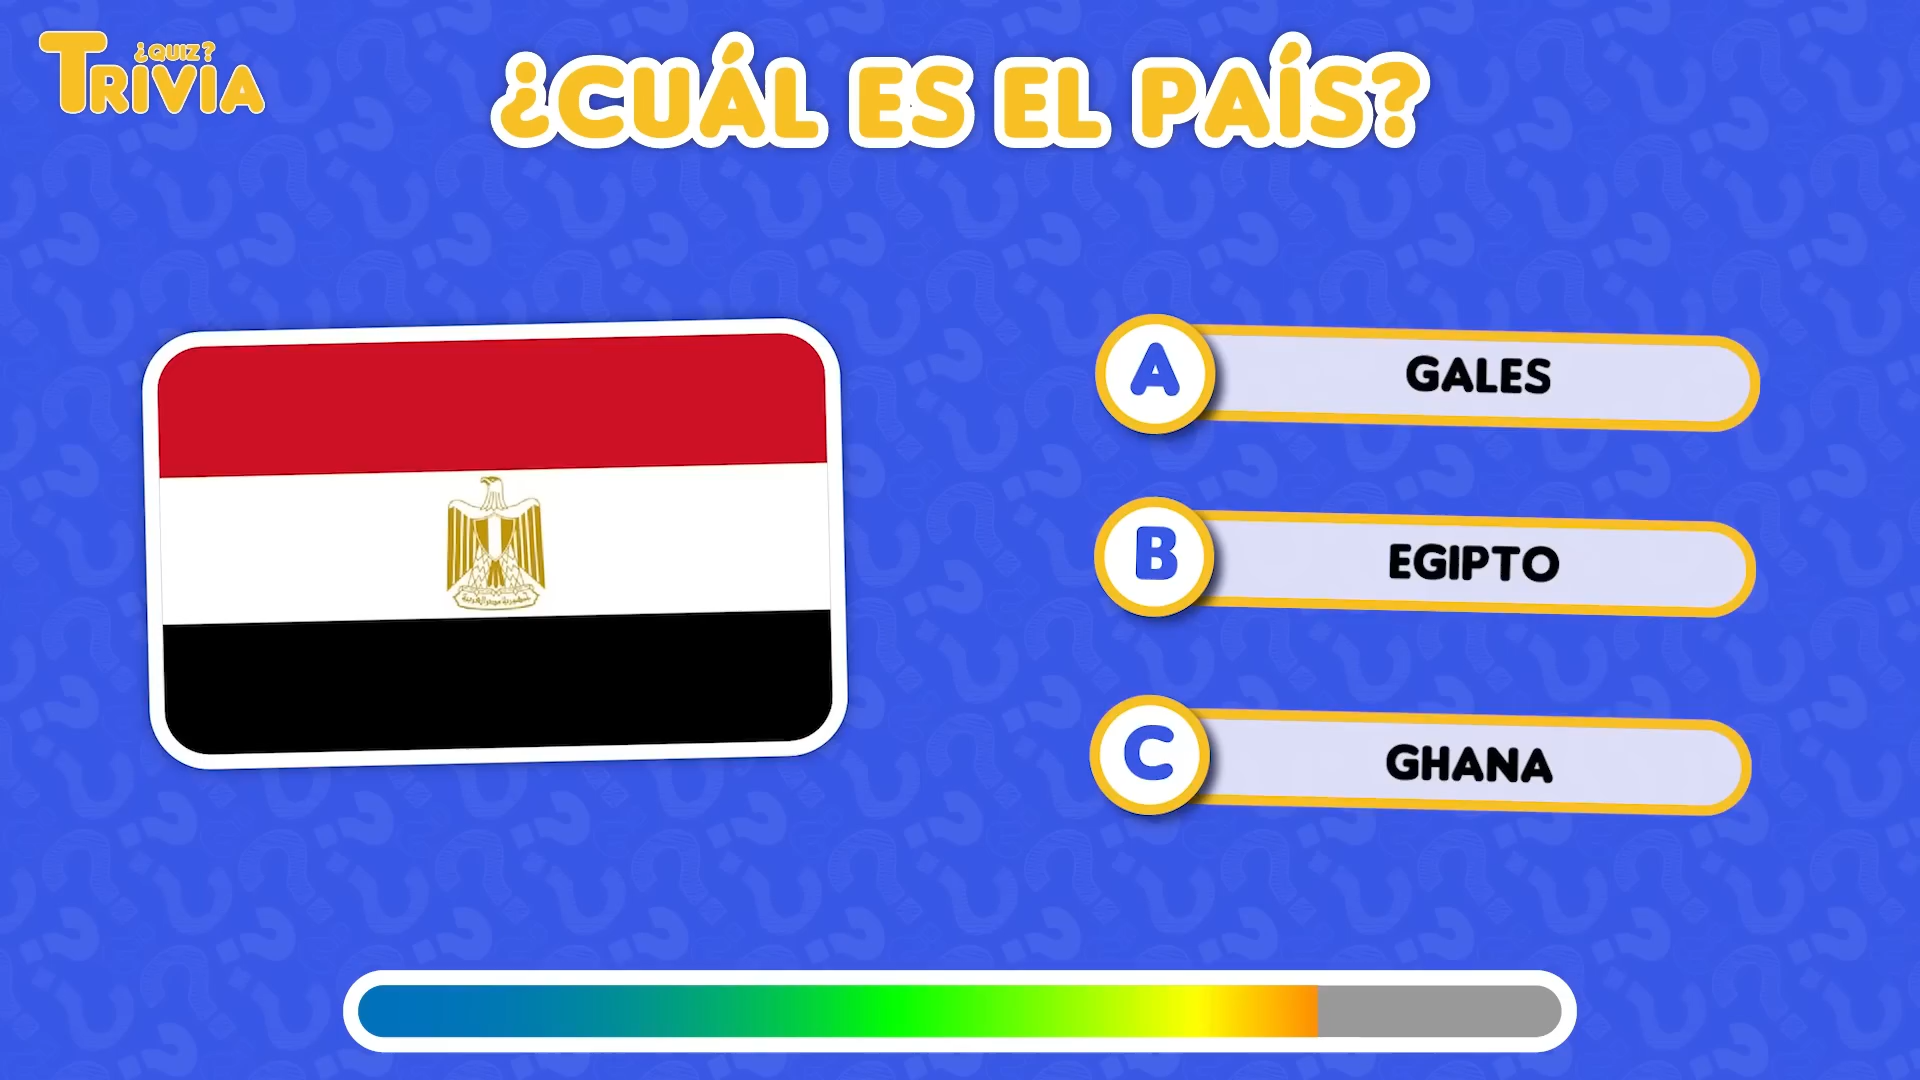 ¿QUIZ?
TRIVIA
¿CUÁL ES EL PAÍS?
A GALES
B EGIPTO
C GHANA